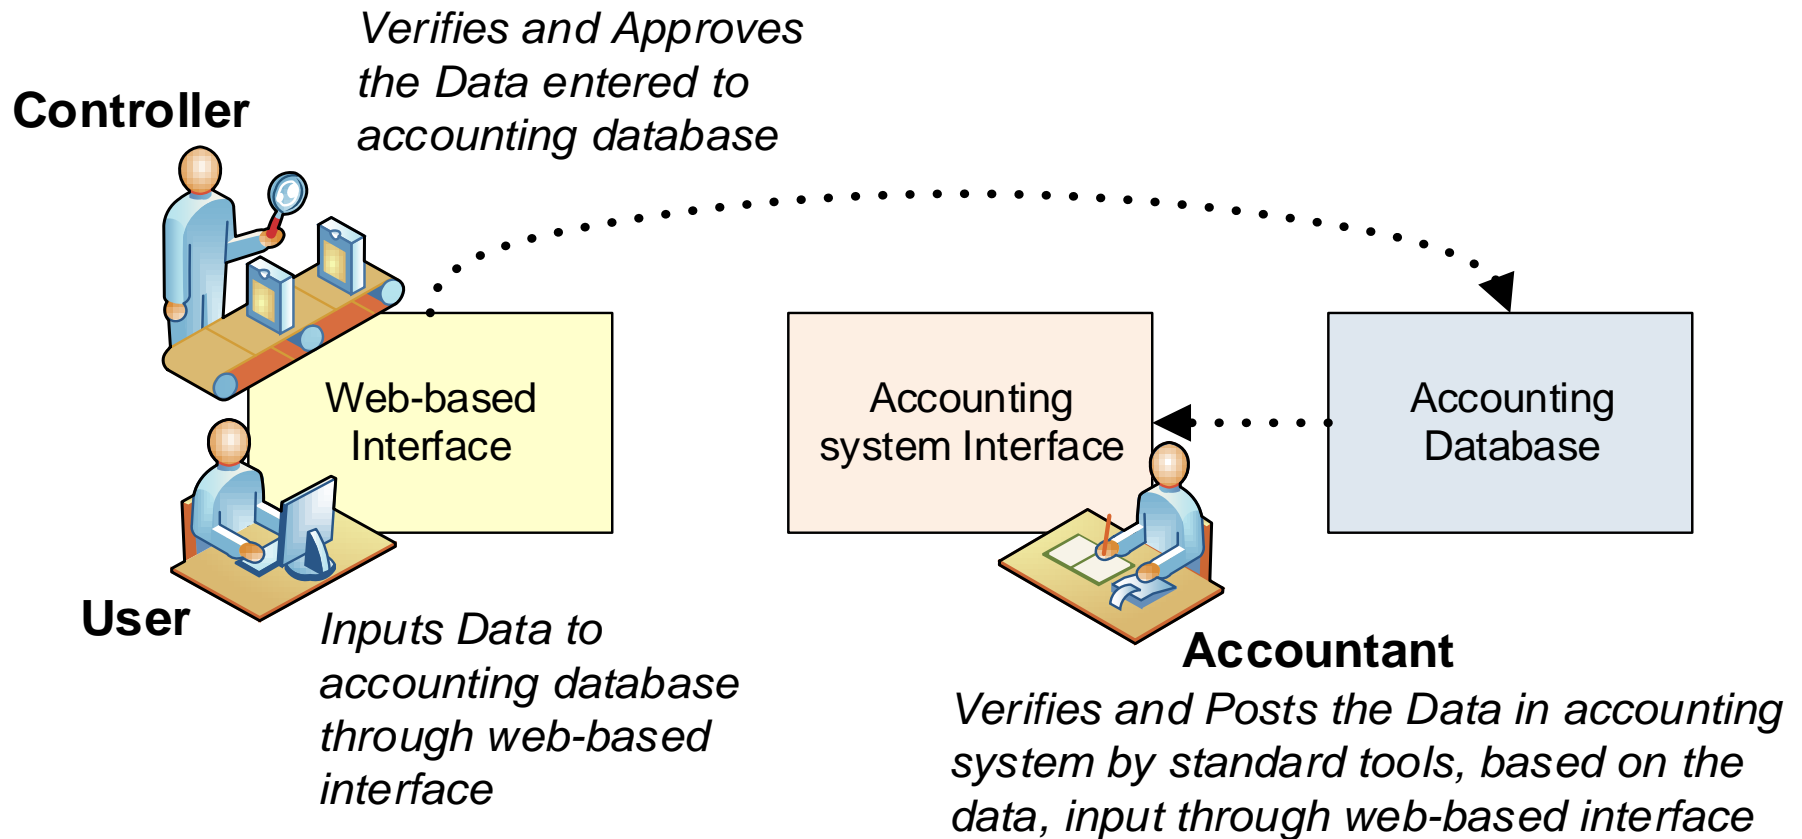 Verifies and Approves
the Data entered to
accounting database
Controller
Web-based
Interface
Accounting
system Interface
Accounting
Database
User
Inputs Data to
accounting database
through web-based
interface
Accountant
Verifies and Posts the Data in accounting
system by standard tools, based on the
data, input through web-based interface